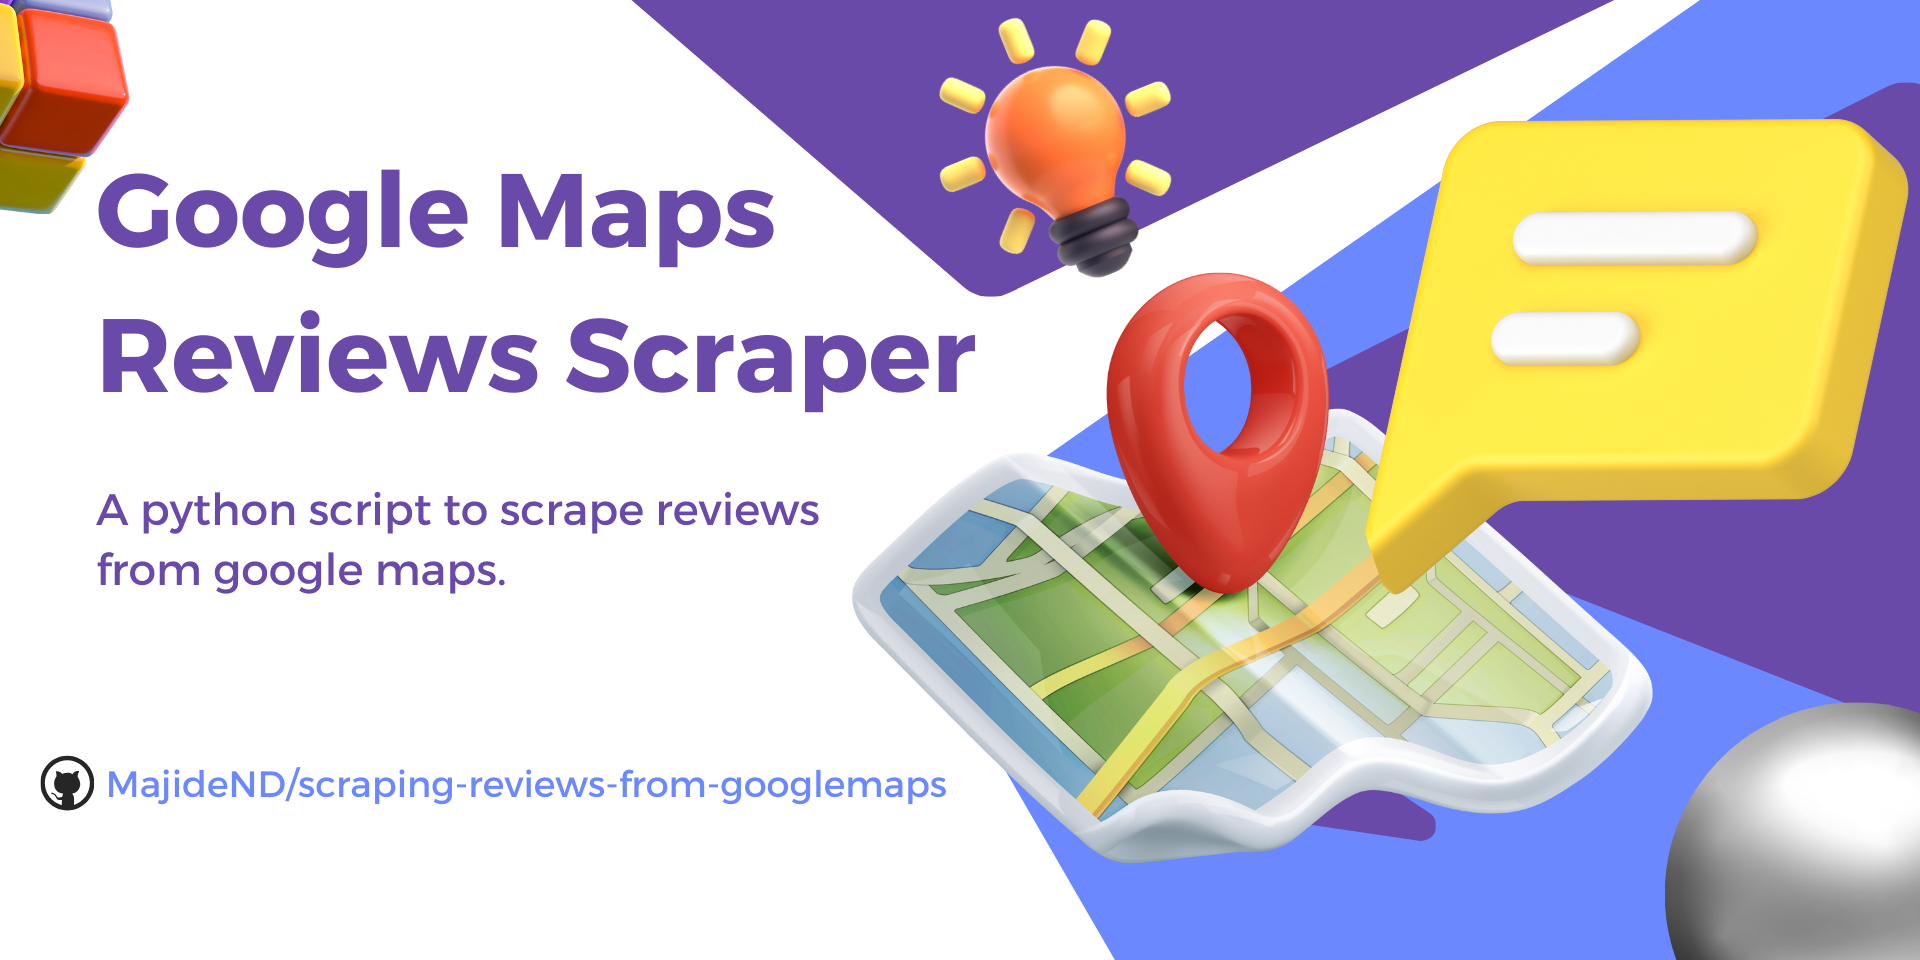 Google Maps
Reviews Scraper
A python script to scrape reviews
from google maps.
MajideND/scraping-reviews-from-googlemaps